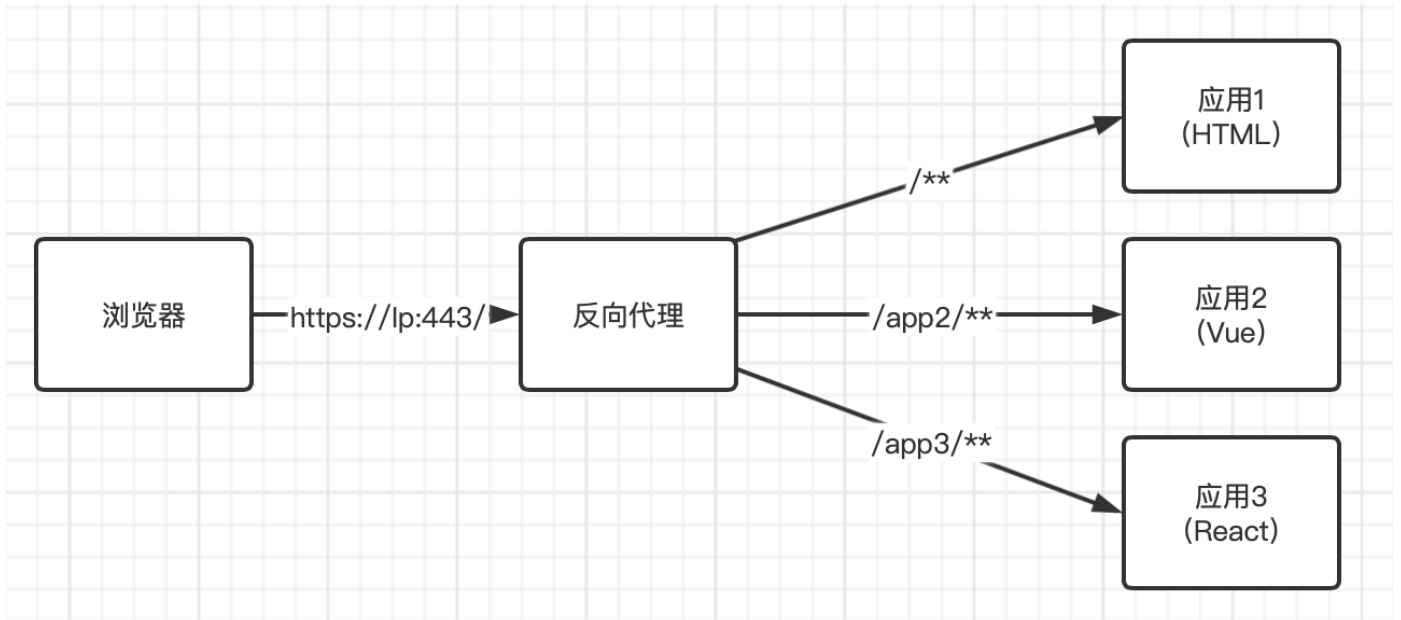 浏览器
https://lp:443/
反向代理
/**
应用1
(HTML)
/app2/**
应用2
(Vue)
/app3/**
应用3
(React)